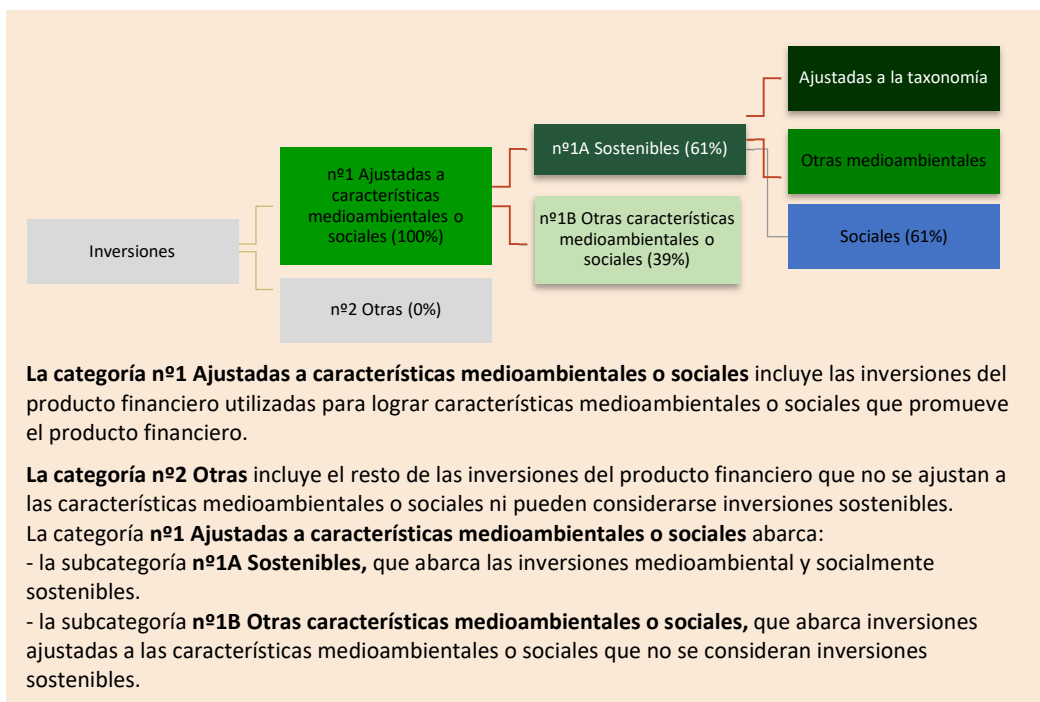 Ajustadas a la taxonomía
nº1A Sostenibles (61%)
Otras medioambientales
nº1 Ajustadas a
características
medioambientales o
sociales (100%)
nº1B Otras características
medioambientales o
sociales (39%)
Sociales (61%)
Inversiones
nº2 Otras (0%)
La categoría nº1 Ajustadas a características medioambientales o sociales incluye las inversiones del
producto financiero utilizadas para lograr características medioambientales o sociales que promueve
el producto financiero.
La categoría nº2 Otras incluye el resto de las inversiones del producto financiero que no se ajustan a
las características medioambientales o sociales ni pueden considerarse inversiones sostenibles.
La categoría nº1 Ajustadas a características medioambientales o sociales abarca:
- la subcategoría nº1A Sostenibles, que abarca las inversiones medioambiental y socialmente
sostenibles.
- la subcategoría nº1B Otras características medioambientales o sociales, que abarca inversiones
ajustadas a las características medioambientales o sociales que no se consideran inversiones
sostenibles.